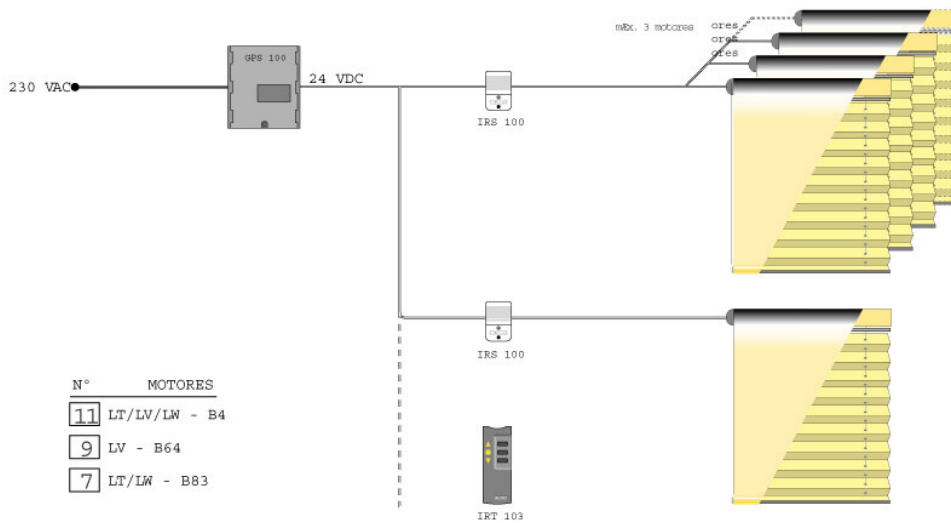 máx. 3 motores
ores
ores
ores
GPS 100
230 VAC
24 VDC
IRS 100
IRS 100
N° MOTORES
11 LT/LV/LW - B4
9 LV - B64
7 LT/LW - B83
IRT 103